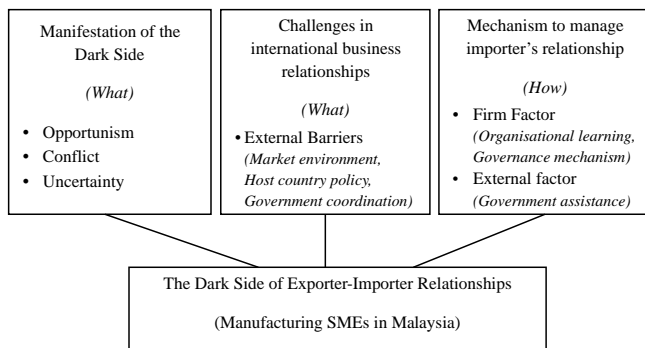 Manifestation of the
Dark Side
(What)
• Opportunism
• Conflict
• Uncertainty
Challenges in
international business
relationships
(What)
• External Barriers
(Market environment,
Host country policy,
Government coordination)
Mechanism to manage
importer’s relationship
(How)
• Firm Factor
(Organisational learning,
Governance mechanism)
• External factor
(Government assistance)
The Dark Side of Exporter-Importer Relationships
(Manufacturing SMEs in Malaysia)